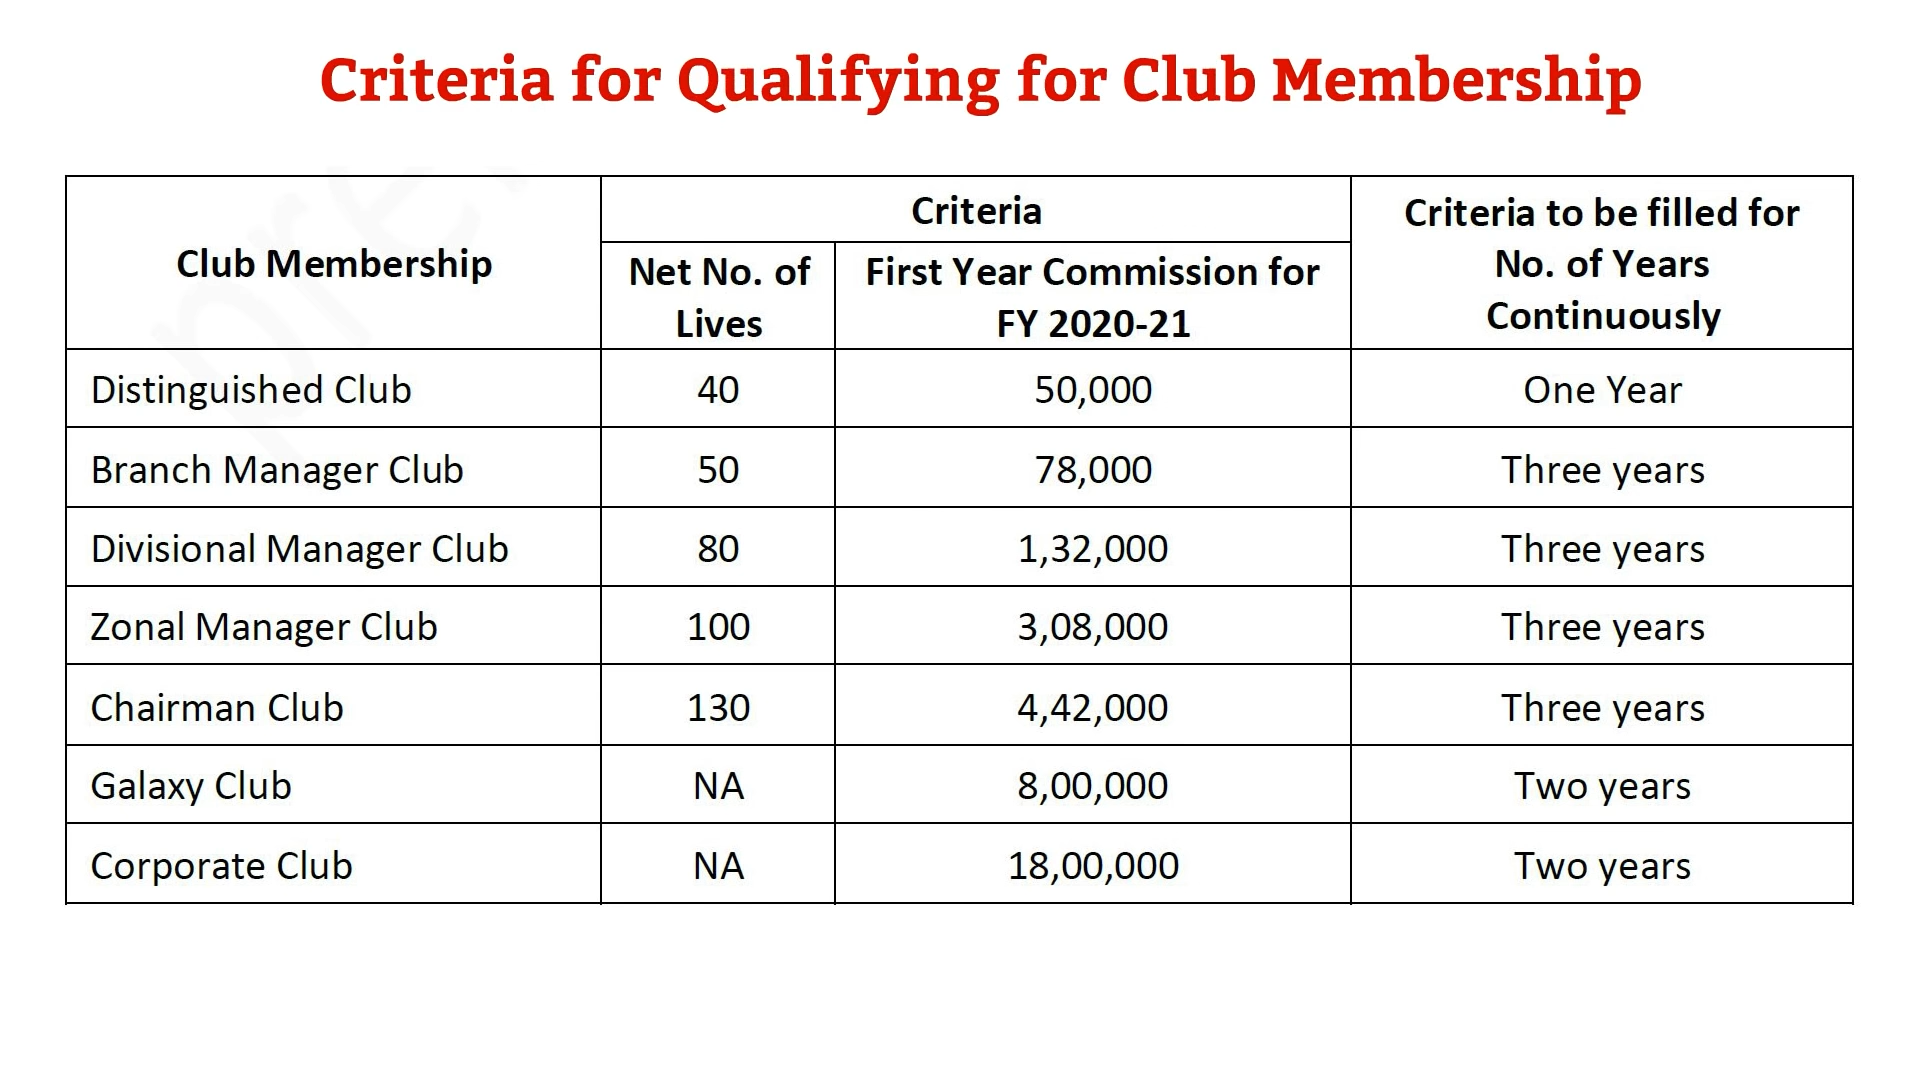 Criteria for Qualifying for Club Membership
Club Membership
Criteria
Criteria to be filled for
No. of Years
Continuously
Net No. of
Lives
First Year Commission for
FY 2020-21
Distinguished Club 40 50,000 One Year
Branch Manager Club 50 78,000 Three years
Divisional Manager Club 80 1,32,000 Three years
Zonal Manager Club 100 3,08,000 Three years
Chairman Club 130 4,42,000 Three years
Galaxy Club NA 8,00,000 Two years
Corporate Club NA 18,00,000 Two years